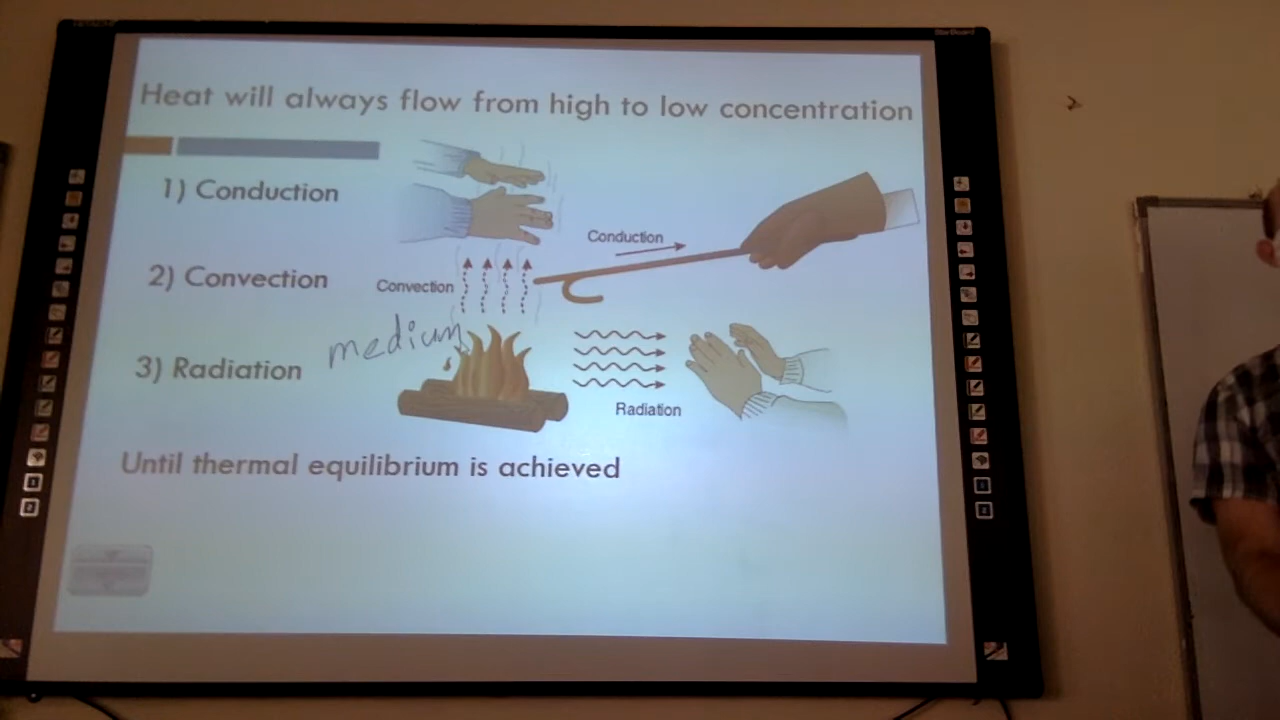 StarBoard
Heat will always flow from high to low concentration
1) Conduction
Conduction
2) Convection
Convection
medium
3) Radiation
Radiation
Until thermal equilibrium is achieved